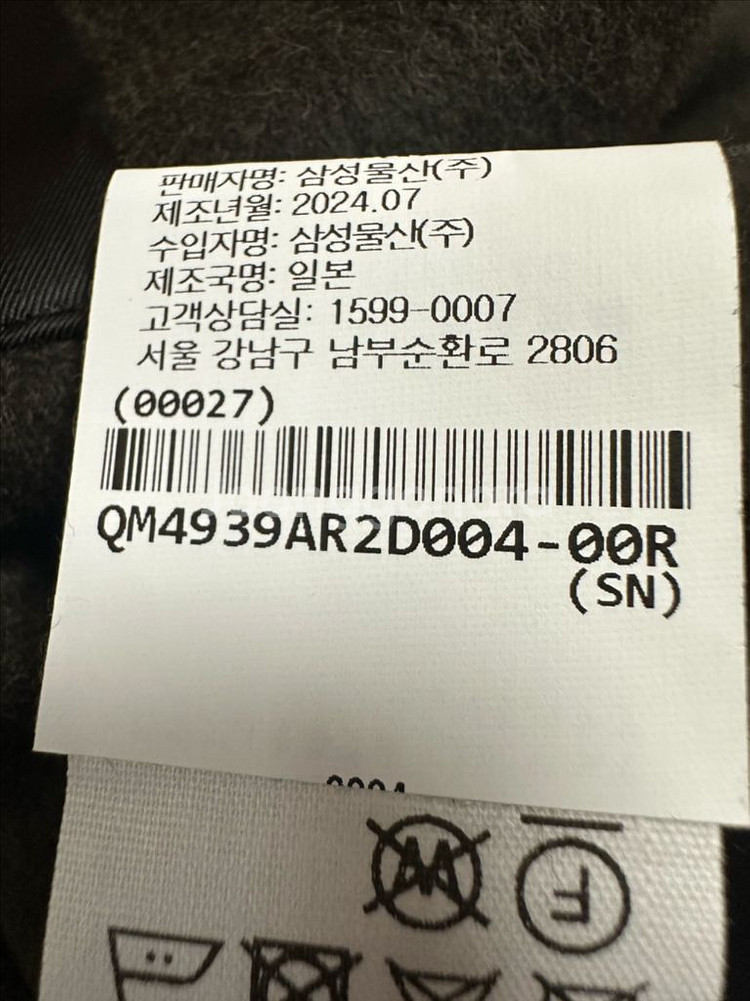 판매자명: 삼성물산(주)
제조년월: 2024.07
수입자명: 삼성물산(주)
제조국명: 일본
고객상담실: 1599-0007
서울 강남구 남부순환로 2806
(00027)
QM4939AR2D004-00R
(SN)
F